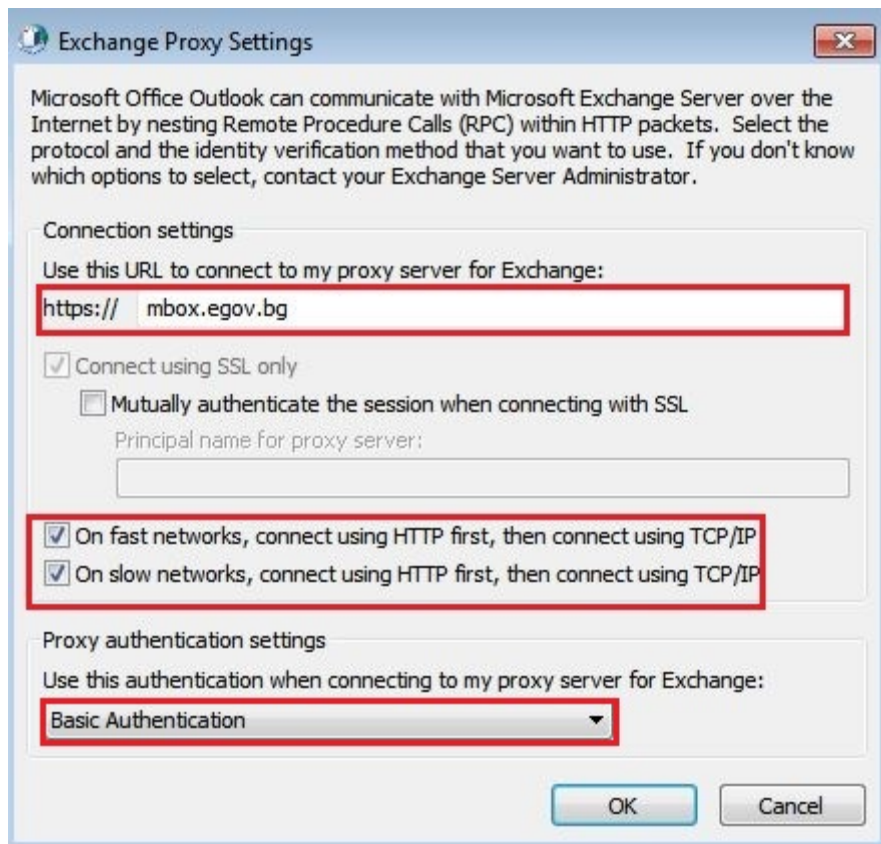 Exchange Proxy Settings
Microsoft Office Outlook can communicate with Microsoft Exchange Server over the
Internet by nesting Remote Procedure Calls (RPC) within HTTP packets. Select the
protocol and the identity verification method that you want to use. If you don't know
which options to select, contact your Exchange Server Administrator.
Connection settings
Use this URL to connect to my proxy server for Exchange:
https:// mbox.egov.bg
Connect using SSL only
Mutually authenticate the session when connecting with SSL
Principal name for proxy server:
On fast networks, connect using HTTP first, then connect using TCP/IP
On slow networks, connect using HTTP first, then connect using TCP/IP
Proxy authentication settings
Use this authentication when connecting to my proxy server for Exchange:
Basic Authentication
OK Cancel